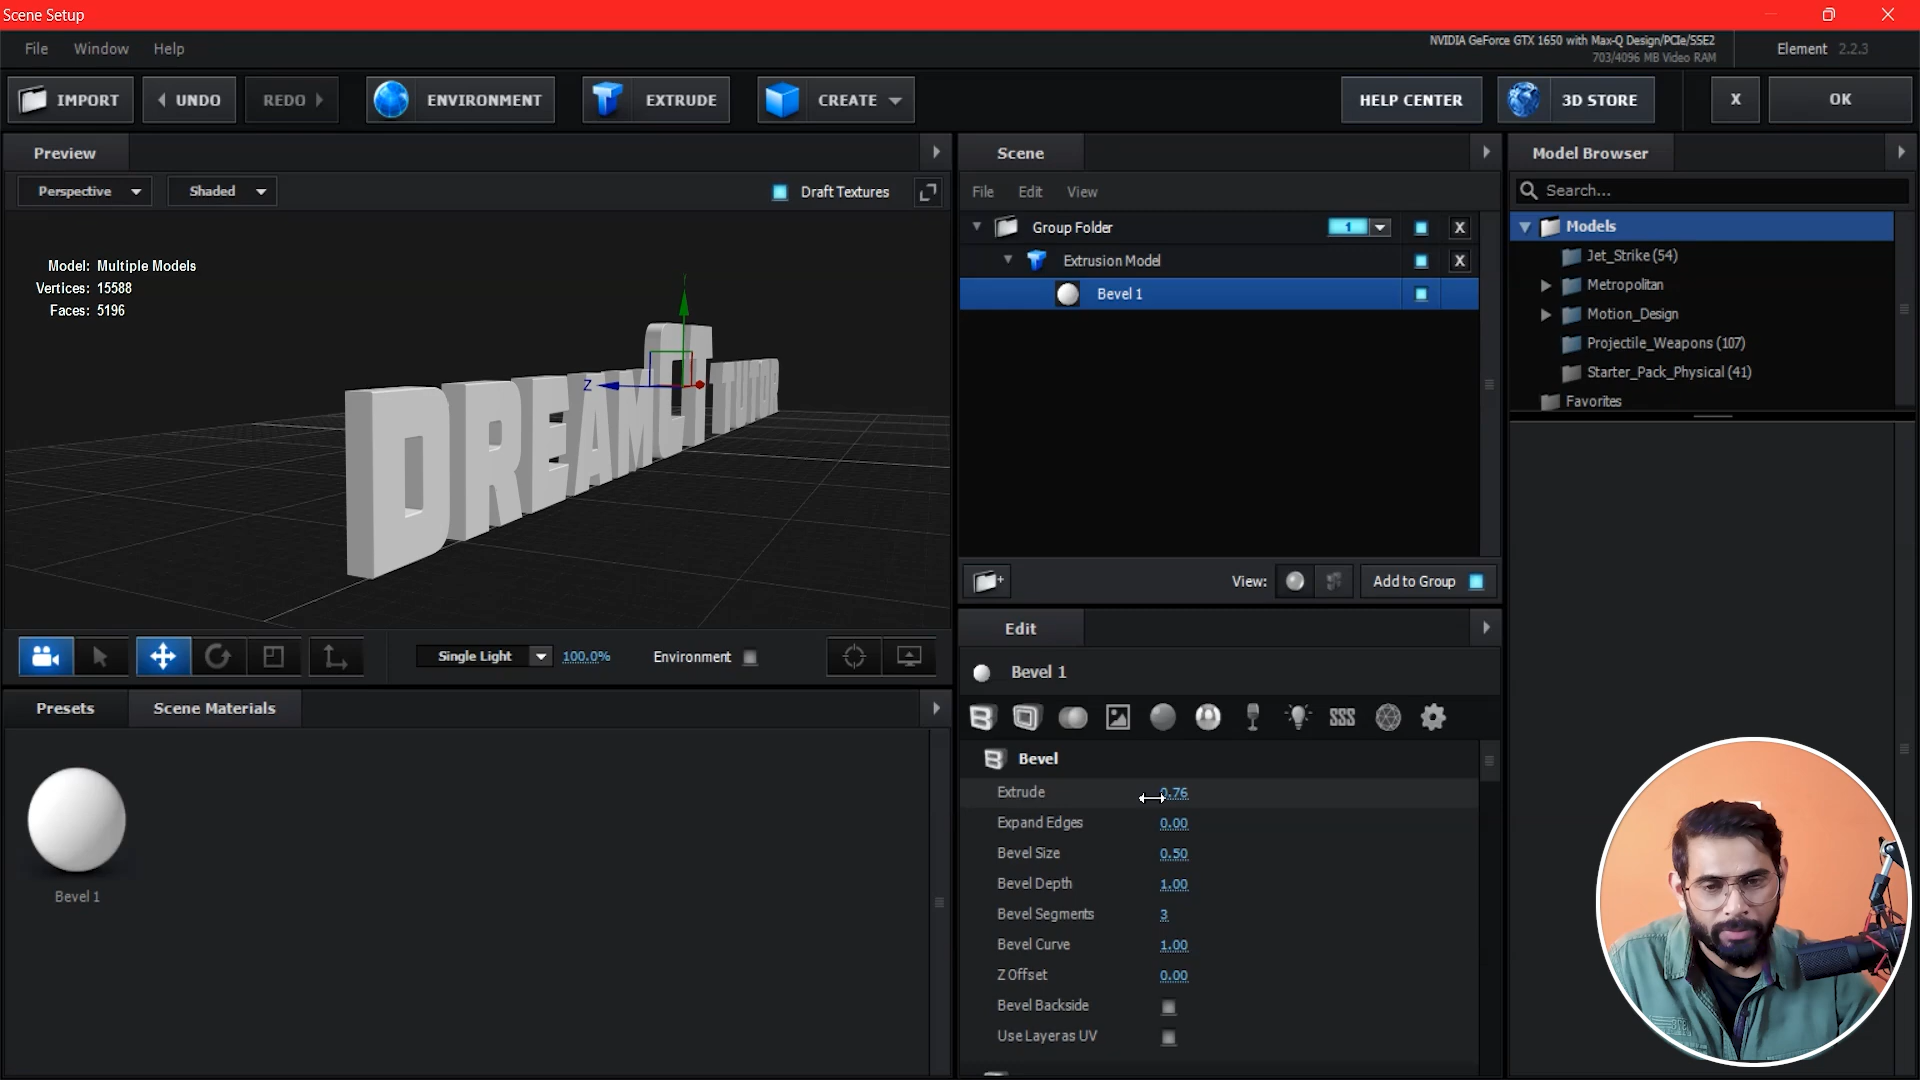 Scene Setup
File Window Help
NVIDIA GeForce GTX 1650 with Max-Q Design/PCIe/SSE2
703/4096 MB Video RAM
Element 2.2.3
IMPORT UNDO REDO ENVIRONMENT EXTRUDE CREATE HELP CENTER 3D STORE X OK
Preview
Perspective Shaded Draft Textures
Model: Multiple Models
Vertices: 15588
Faces: 5196
Z
DREAM CIT TUTOR
Single Light 100.0% Environment
Presets Scene Materials
Bevel 1
Scene
File Edit View
Group Folder 1 X
Extrusion Model X
Bevel 1
View: Add to Group
Edit
Bevel 1
SSS
Bevel
Extrude 0.76
Expand Edges 0.00
Bevel Size 0.50
Bevel Depth 1.00
Bevel Segments 3
Bevel Curve 1.00
Z Offset 0.00
Bevel Backside
Use Layer as UV
Model Browser
Search...
Models
Jet_Strike (54)
Metropolitan
Motion_Design
Projectile_Weapons (107)
Starter_Pack_Physical (41)
Favorites